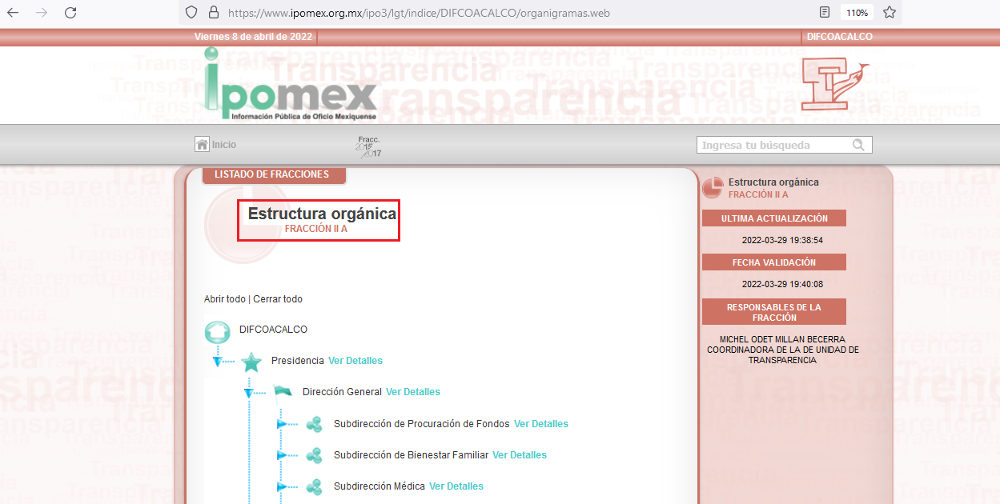 https://www.ipomex.org.mx/ipo3/lgt/indice/DIFCOACALCO/organigramas.web
110%
Viernes 8 de abril de 2022
DIFCOACALCO
Transparencia
ipomex
Información Pública de Oficio Mexiquense
Inicio
Fracc.
2015
2017
Ingresa tu búsqueda
LISTADO DE FRACCIONES
Estructura orgánica
FRACCIÓN II A
Abrir todo | Cerrar todo
DIFCOACALCO
Presidencia Ver Detalles
Dirección General Ver Detalles
Subdirección de Procuración de Fondos Ver Detalles
Subdirección de Bienestar Familiar Ver Detalles
Subdirección Médica Ver Detalles
Estructura orgánica
FRACCIÓN II A
ULTIMA ACTUALIZACIÓN
2022-03-29 19:38:54
FECHA VALIDACIÓN
2022-03-29 19:40:08
RESPONSABLES DE LA
FRACCIÓN
MICHEL ODET MILLAN BECERRA
COORDINADORA DE LA DE UNIDAD DE
TRANSPARENCIA